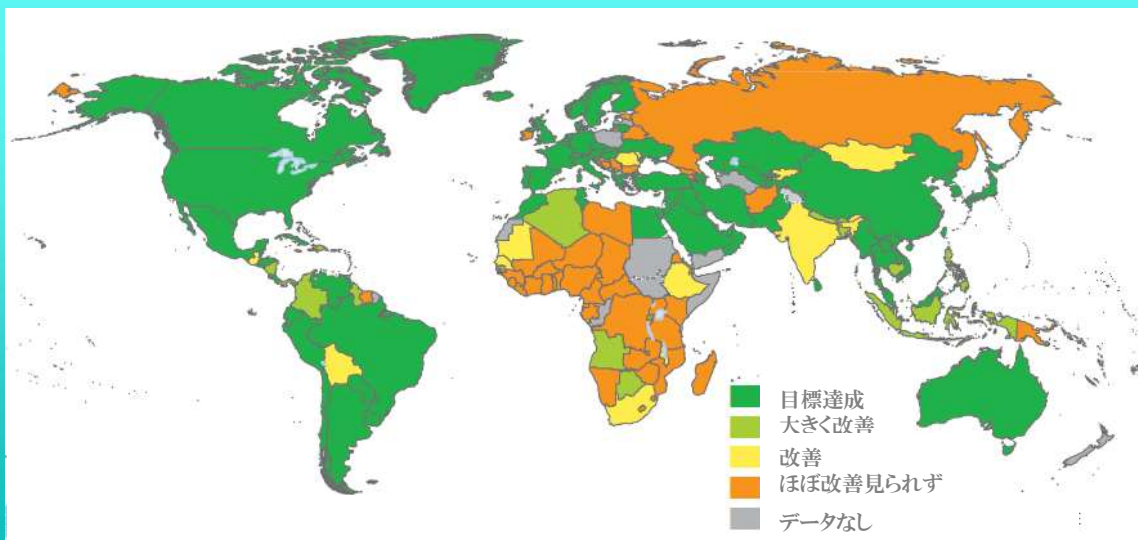 目標達成
大きく改善
改善
ほぼ改善見られず
データなし